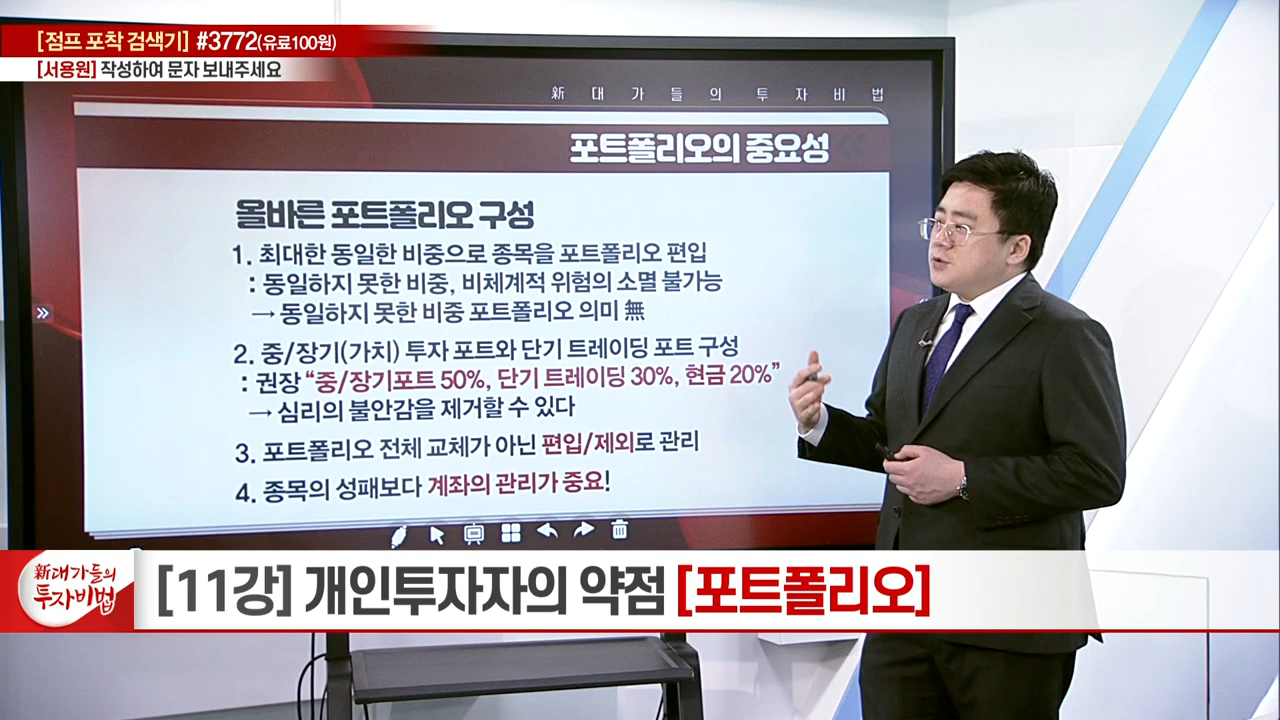 [점프 포착 검색기] #3772(유료100원)
[서용원] 작성하여 문자 보내주세요
新 대 가 들 의 투 자 비 법
포트폴리오의 중요성
올바른 포트폴리오 구성
1. 최대한 동일한 비중으로 종목을 포트폴리오 편입
: 동일하지 못한 비중, 비체계적 위험의 소멸 불가능
→ 동일하지 못한 비중 포트폴리오 의미 無
2. 중/장기(가치) 투자 포트와 단기 트레이딩 포트 구성
: 권장 “중/장기포트 50%, 단기 트레이딩 30%, 현금 20%”
→ 심리의 불안감을 제거할 수 있다
3. 포트폴리오 전체 교체가 아닌 편입/제외로 관리
4. 종목의 성패보다 계좌의 관리가 중요!
新대가들의
투자비법
[11강] 개인투자자의 약점 [포트폴리오]